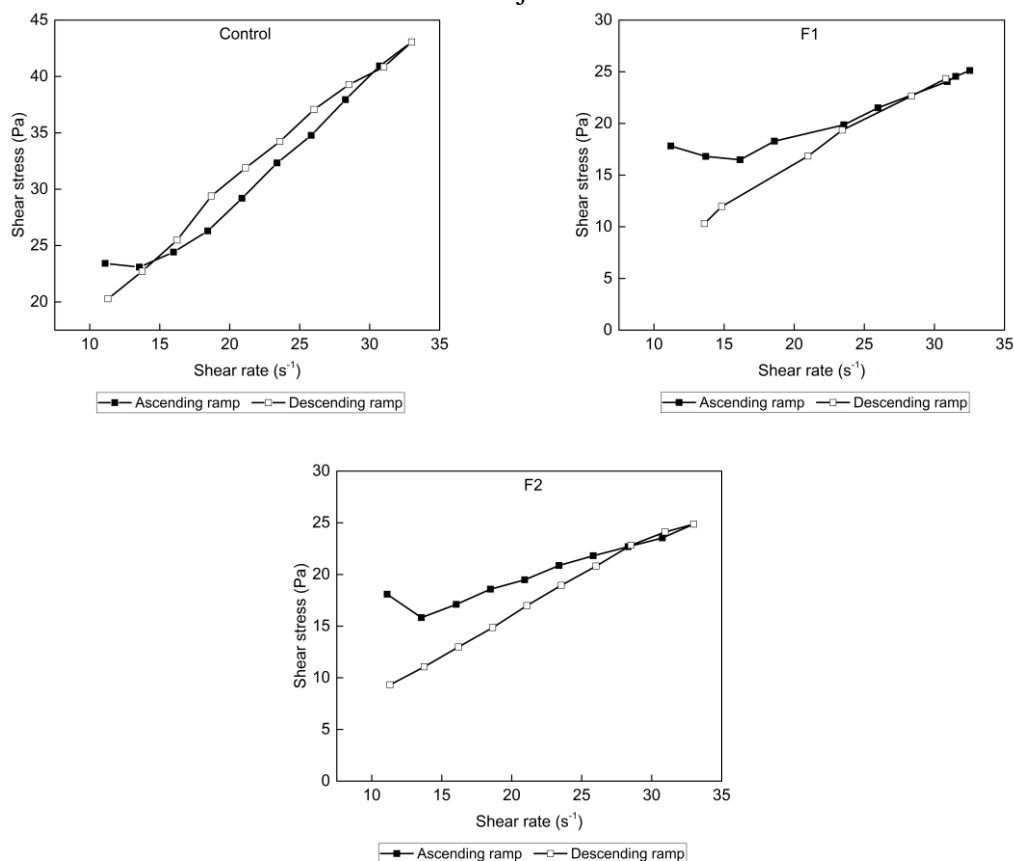 Control
45
40
35
30
25
20
Shear stress (Pa)
10 15 20 25 30 35
Shear rate (s⁻¹)
Ascending ramp Descending ramp
F1
30
25
20
15
10
5
0
Shear stress (Pa)
10 15 20 25 30 35
Shear rate (s⁻¹)
Ascending ramp Descending ramp
F2
30
25
20
15
10
5
0
Shear stress (Pa)
10 15 20 25 30 35
Shear rate (s⁻¹)
Ascending ramp Descending ramp